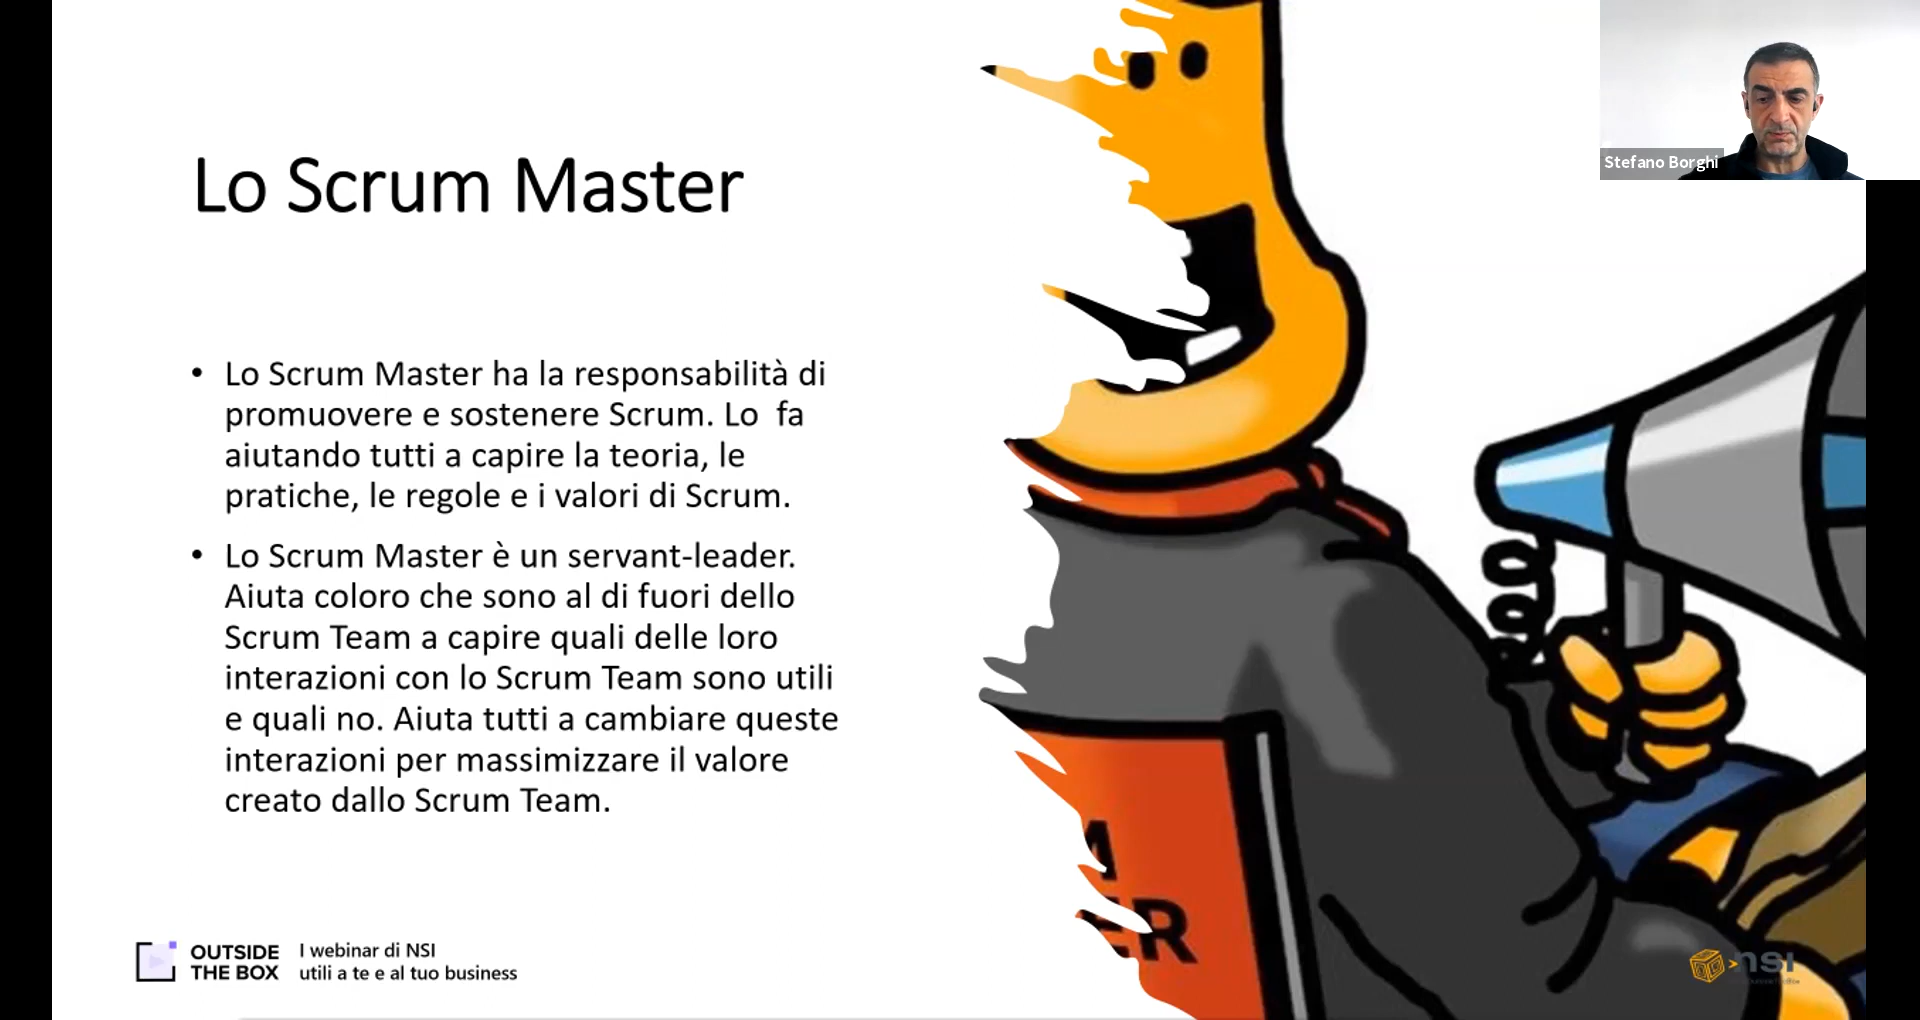 Stefano Borghi
Lo Scrum Master
• Lo Scrum Master ha la responsabilità di
promuovere e sostenere Scrum. Lo  fa
aiutando tutti a capire la teoria, le
pratiche, le regole e i valori di Scrum.
• Lo Scrum Master è un servant-leader.
Aiuta coloro che sono al di fuori dello
Scrum Team a capire quali delle loro
interazioni con lo Scrum Team sono utili
e quali no. Aiuta tutti a cambiare queste
interazioni per massimizzare il valore
creato dallo Scrum Team.
M
ER
OUTSIDE
THE BOX
I webinar di NSI
utili a te e al tuo business
nsi